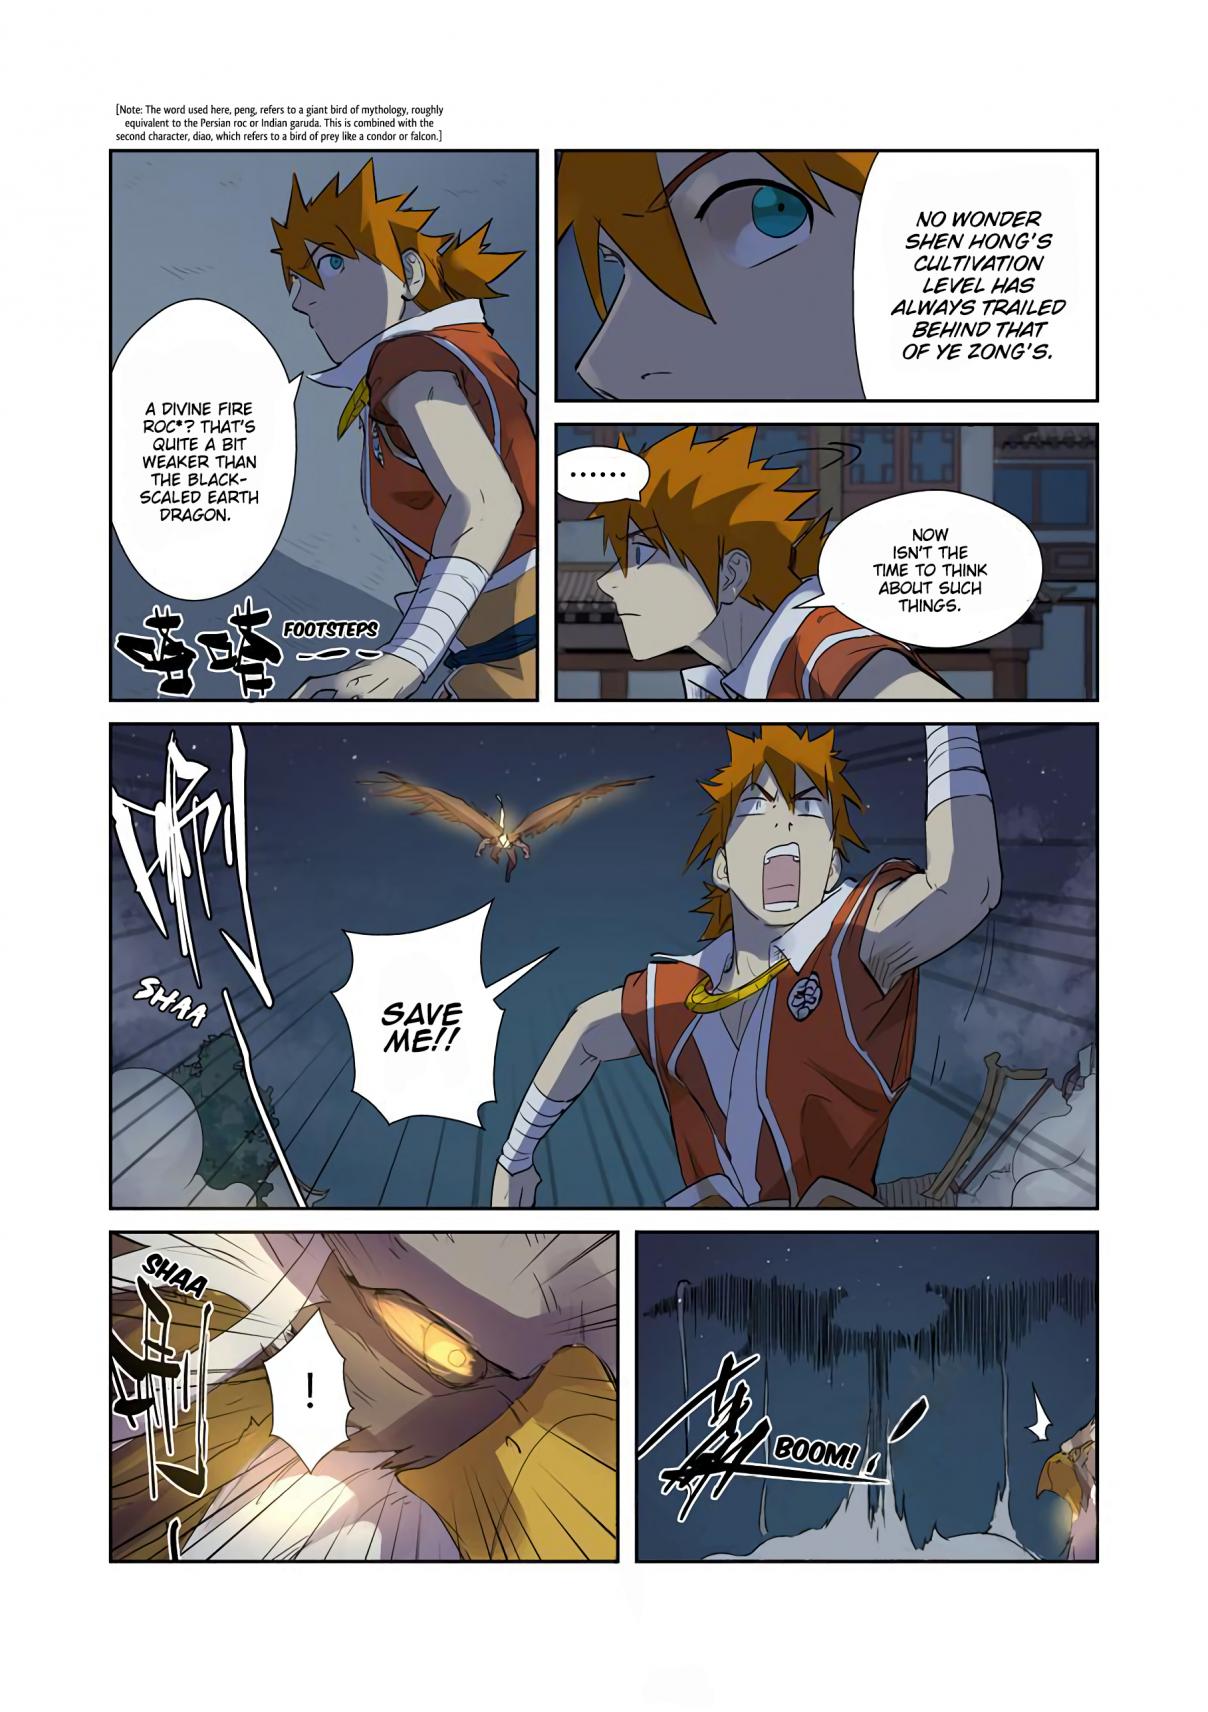 [Note: The word used here, peng, refers to a giant bird of mythology, roughly
equivalent to the Persian roc or Indian garuda. This is combined with the
second character, diao, which refers to a bird of prey like a condor or falcon.]
A DIVINE FIRE
ROC*? THAT'S
QUITE A BIT
WEAKER THAN
THE BLACK-
SCALED EARTH
DRAGON.
嗒嗒
FOOTSTEPS
NO WONDER
SHEN HONG'S
CULTIVATION
LEVEL HAS
ALWAYS TRAILED
BEHIND THAT
OF YE ZONG'S.
......
NOW
ISN'T THE
TIME TO THINK
ABOUT SUCH
THINGS.
SHAA
SAVE
ME!!
SHAA
!
BOOM!